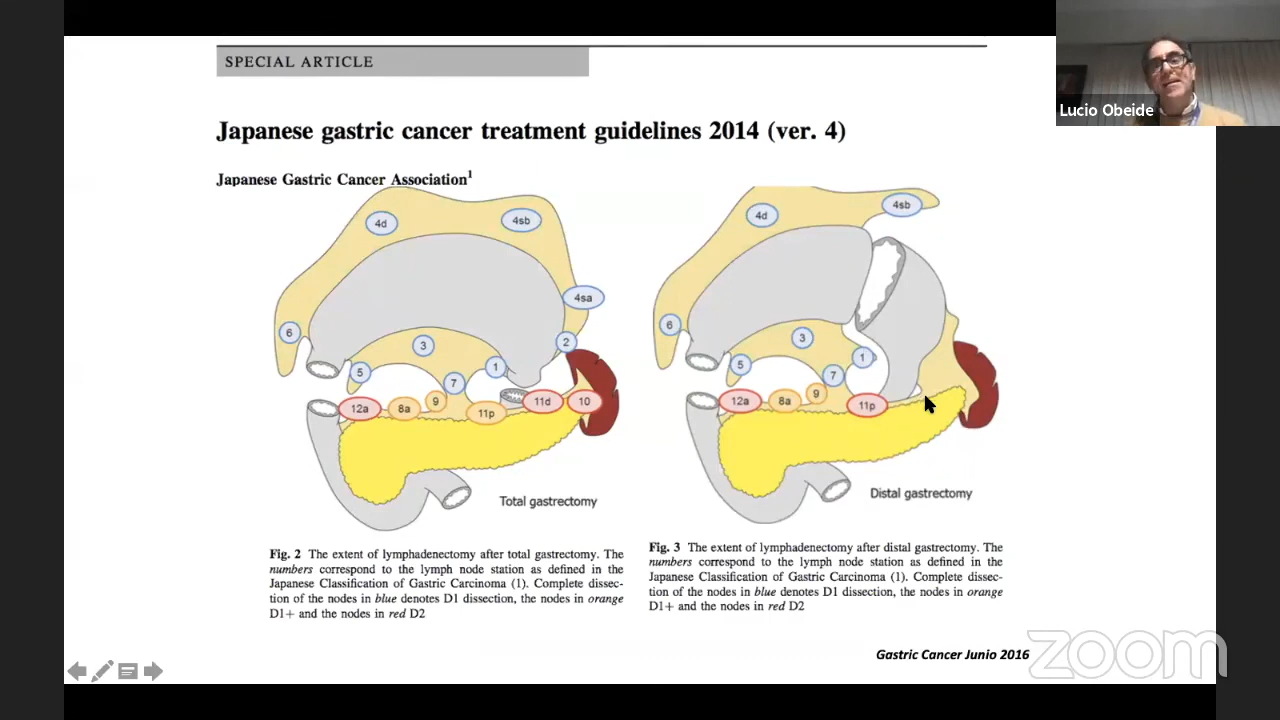 SPECIAL ARTICLE
Japanese gastric cancer treatment guidelines 2014 (ver. 4)
Japanese Gastric Cancer Association1
Lucio Obeide
4d
4sb
4sa
6
3
2
5
1
7
9
12a
8a
11p
11d
10
Total gastrectomy
Fig. 2 The extent of lymphadenectomy after total gastrectomy. The
numbers correspond to the lymph node station as defined in the
Japanese Classification of Gastric Carcinoma (1). Complete dissec-
tion of the nodes in blue denotes D1 dissection, the nodes in orange
D1+ and the nodes in red D2
4d
4sb
6
3
1
5
7
9
12a
8a
11p
Distal gastrectomy
Fig. 3 The extent of lymphadenectomy after distal gastrectomy. The
numbers correspond to the lymph node station as defined in the
Japanese Classification of Gastric Carcinoma (1). Complete dissec-
tion of the nodes in blue denotes D1 dissection, the nodes in orange
D1+ and the nodes in red D2
Gastric Cancer Junio 2016
zoom